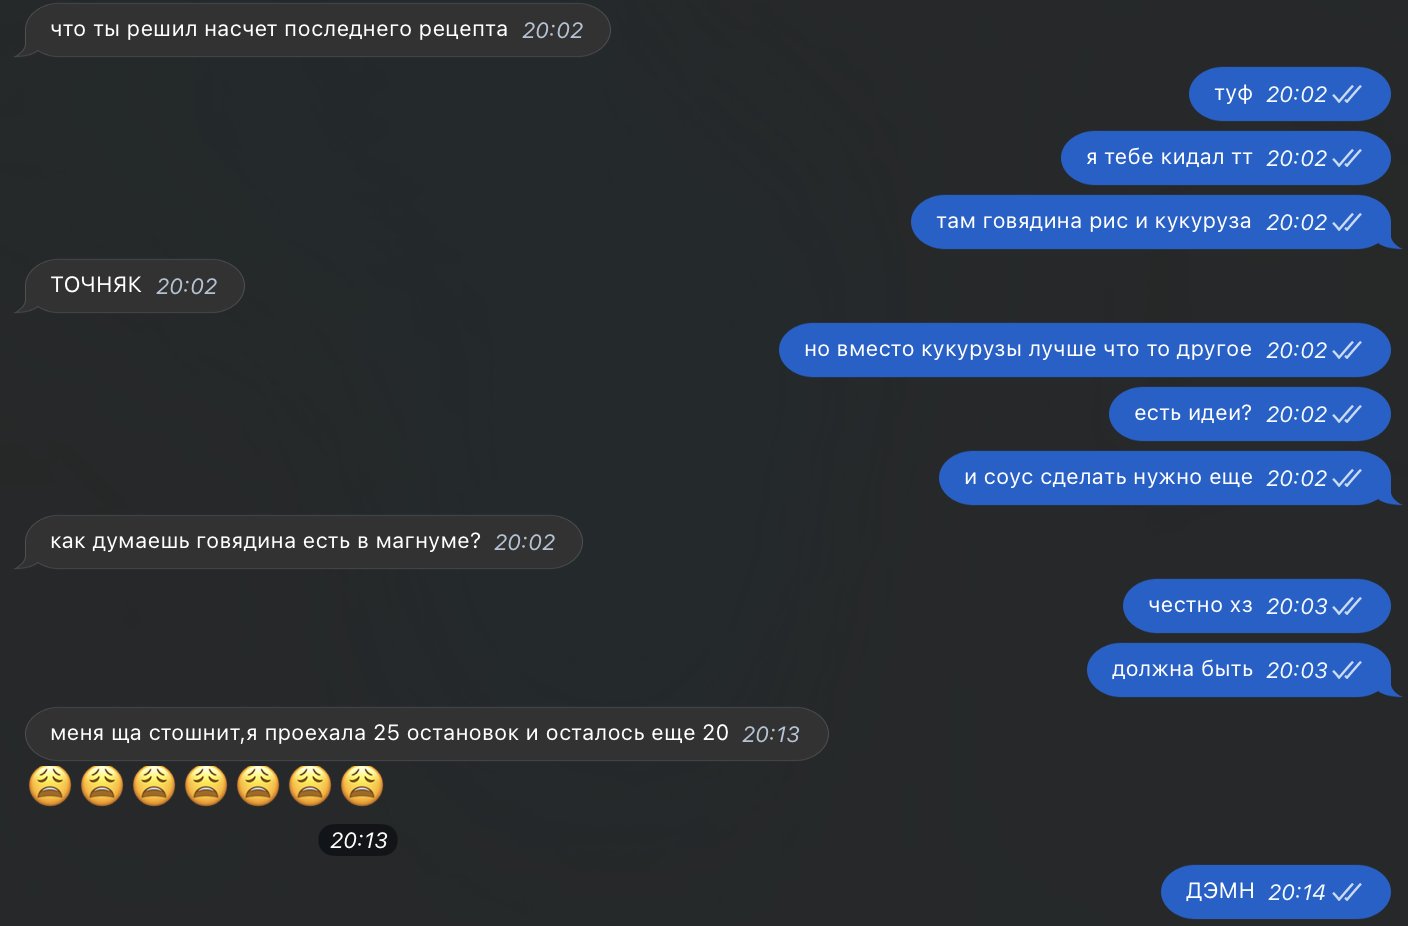 что ты решил насчет последнего рецепта 20:02
туф 20:02
я тебе кидал тт 20:02
там говядина рис и кукуруза 20:02
ТОЧНЯК 20:02
но вместо кукурузы лучше что то другое 20:02
есть идеи? 20:02
и соус сделать нужно еще 20:02
как думаешь говядина есть в магнуме? 20:02
честно хз 20:03
должна быть 20:03
меня ща стошнит,я проехала 25 остановок и осталось еще 20 20:13
😩😩😩😩😩😩😩
20:13
ДЭМН 20:14